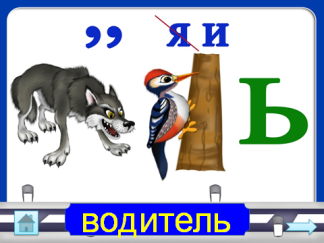 ,, я и
ь
водитель